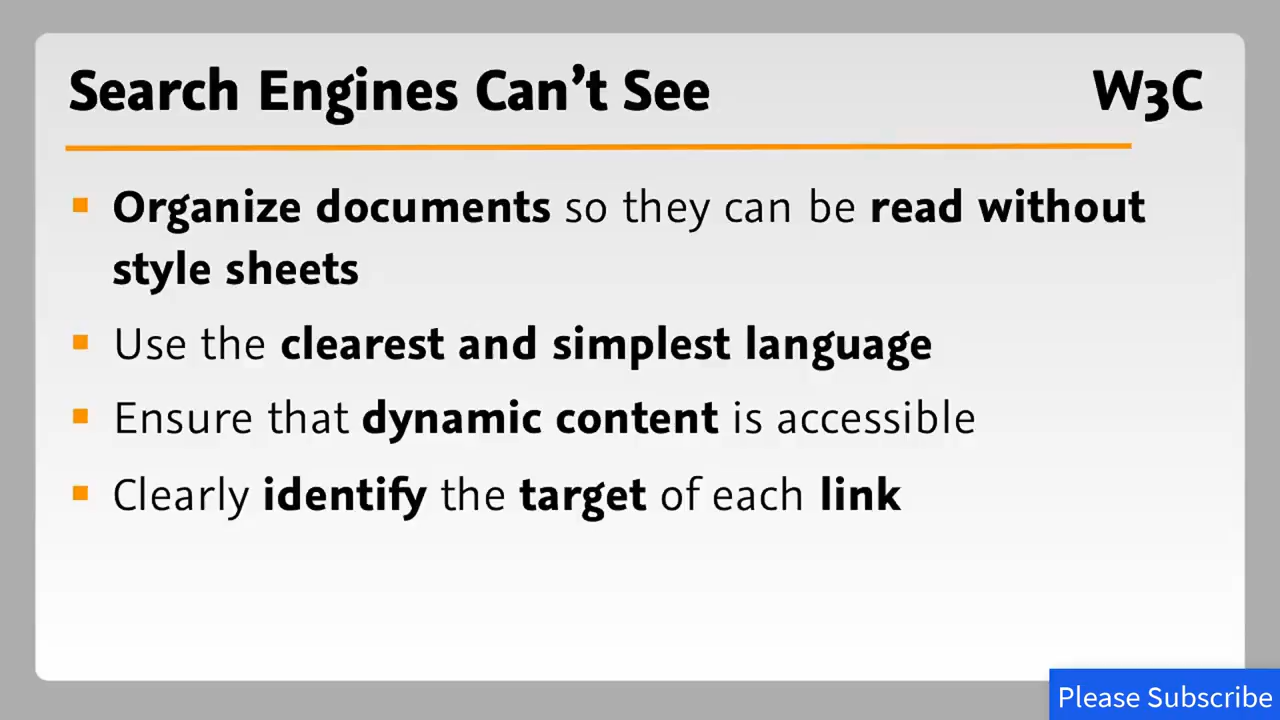 Search Engines Can't See
W3C
Organize documents so they can be read without
style sheets
Use the clearest and simplest language
Ensure that dynamic content is accessible
Clearly identify the target of each link
Please Subscribe